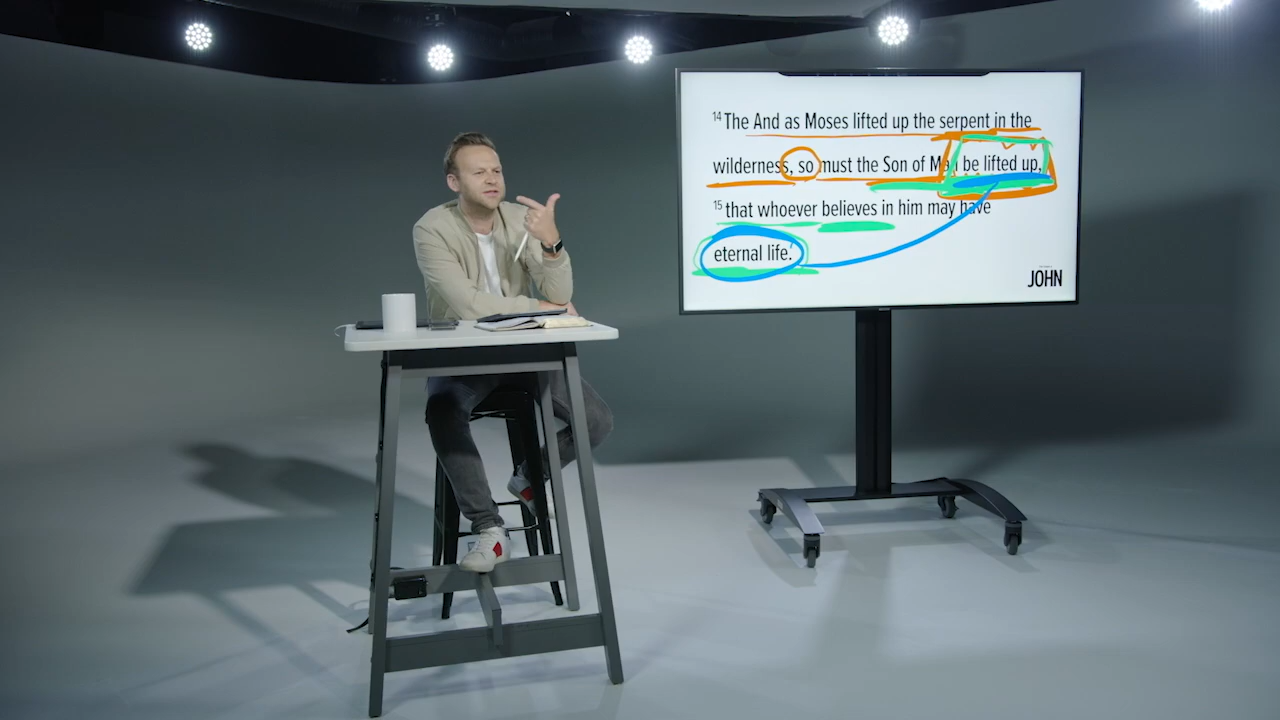 14 The And as Moses lifted up the serpent in the
wilderness, so must the Son of Man be lifted up,
15 that whoever believes in him may have
eternal life.
JOHN